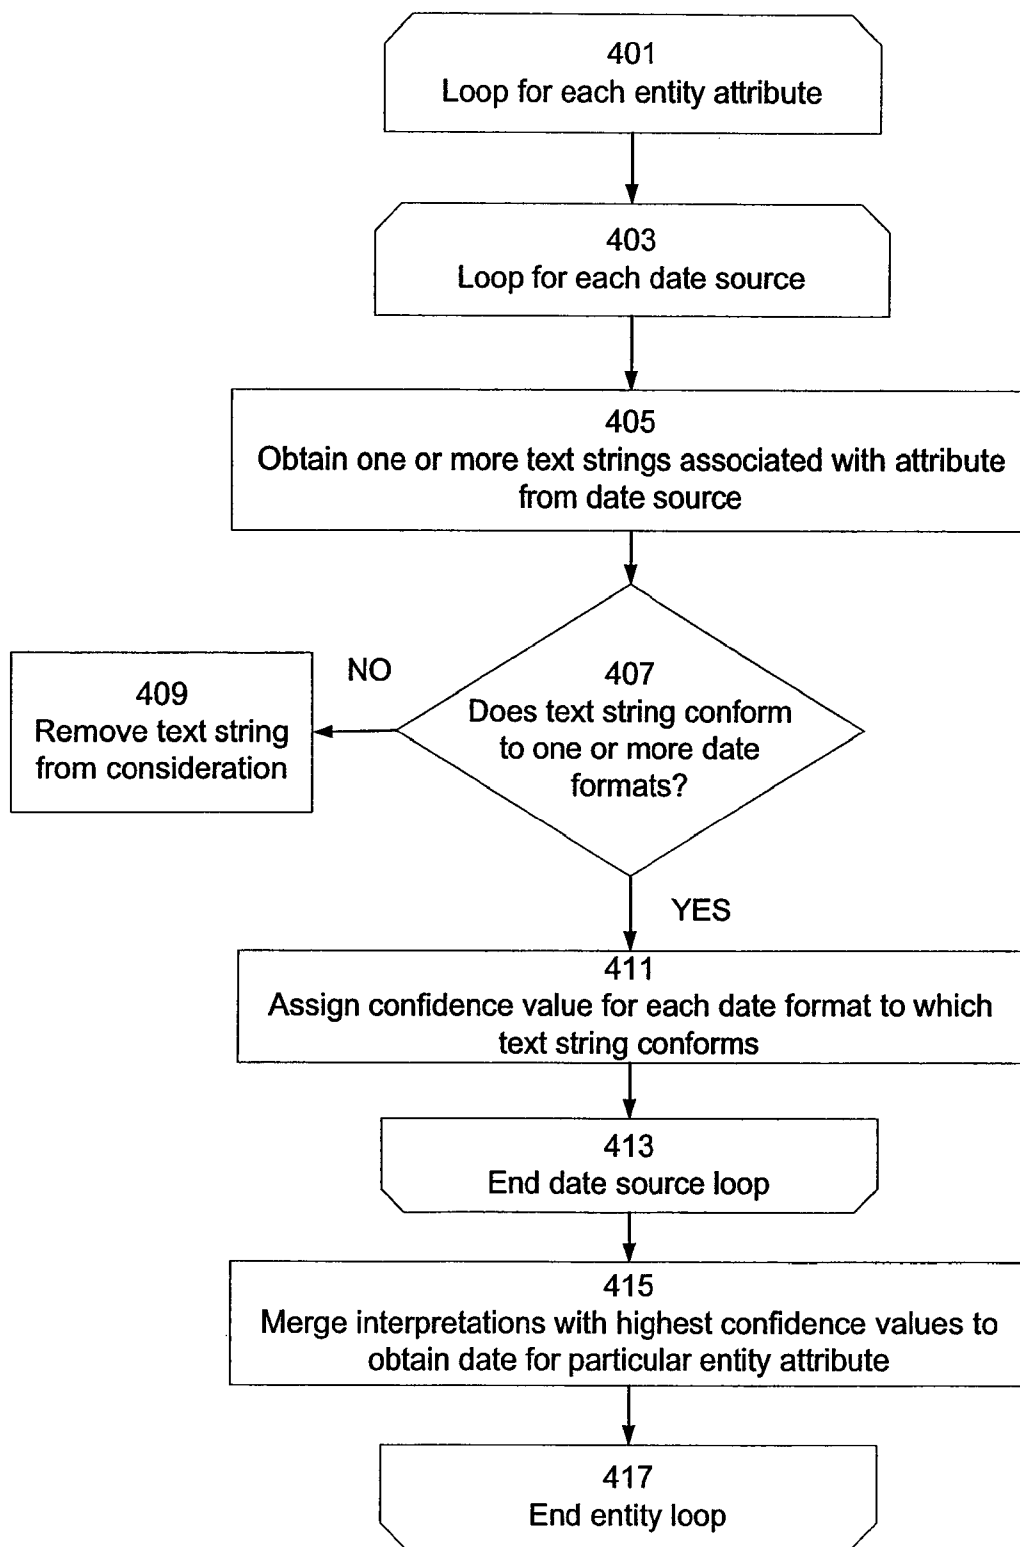 401
Loop for each entity attribute
403
Loop for each date source
405
Obtain one or more text strings associated with attribute
from date source
407
Does text string conform
to one or more date
formats?
NO
409
Remove text string
from consideration
YES
411
Assign confidence value for each date format to which
text string conforms
413
End date source loop
415
Merge interpretations with highest confidence values to
obtain date for particular entity attribute
417
End entity loop